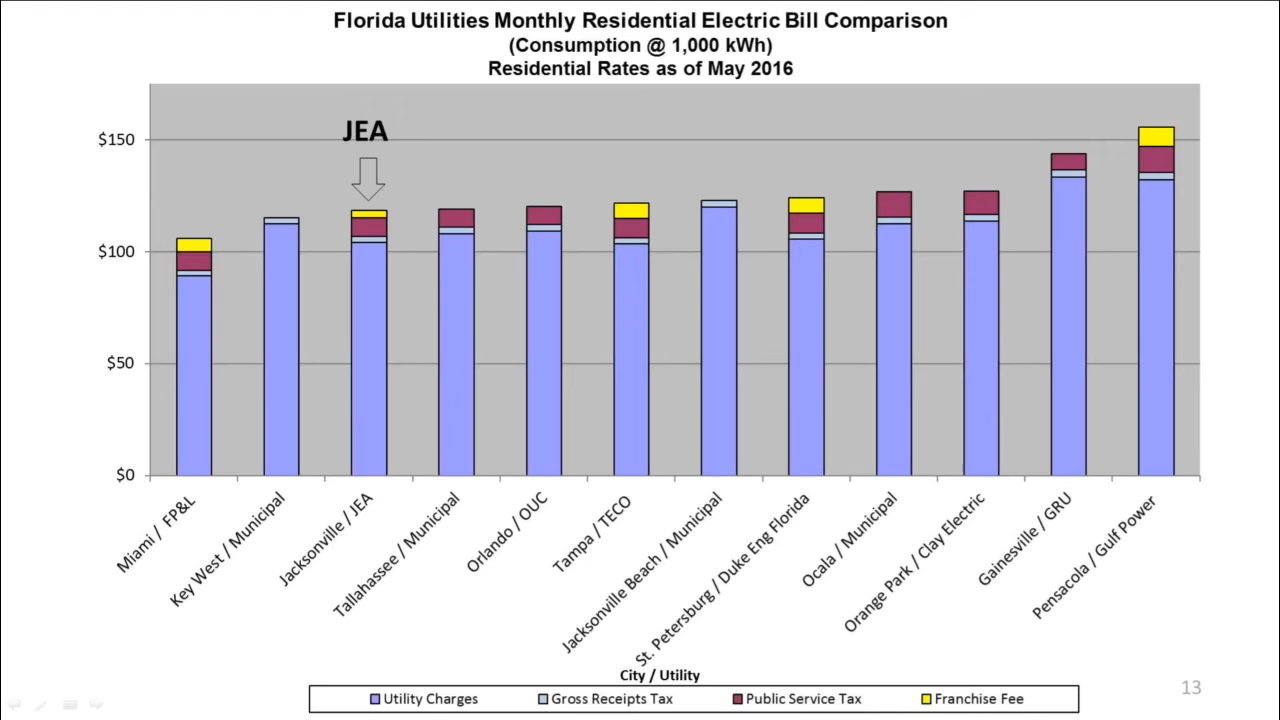 Florida Utilities Monthly Residential Electric Bill Comparison
(Consumption @ 1,000 kWh)
Residential Rates as of May 2016
JEA
$150
$100
$50
$0
Miami / FP&L
Key West / Municipal
Jacksonville / JEA
Tallahassee / Municipal
Orlando / OUC
Tampa / TECO
Jacksonville Beach / Municipal
St. Petersburg / Duke Eng Florida
Ocala / Municipal
Orange Park / Clay Electric
Gainesville / GRU
Pensacola / Gulf Power
City / Utility
Utility Charges
Gross Receipts Tax
Public Service Tax
Franchise Fee
13